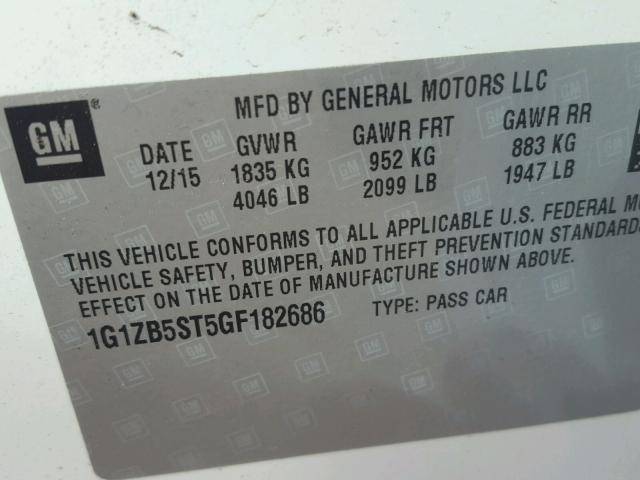 GM ®
MFD BY GENERAL MOTORS LLC
DATE GVWR GAWR FRT GAWR RR
12/15 1835 KG 952 KG 883 KG
4046 LB 2099 LB 1947 LB
THIS VEHICLE CONFORMS TO ALL APPLICABLE U.S. FEDERAL
VEHICLE SAFETY, BUMPER, AND THEFT PREVENTION STANDARDS
EFFECT ON THE DATE OF MANUFACTURE SHOWN ABOVE.
1G1ZB5ST5GF182686 TYPE: PASS CAR